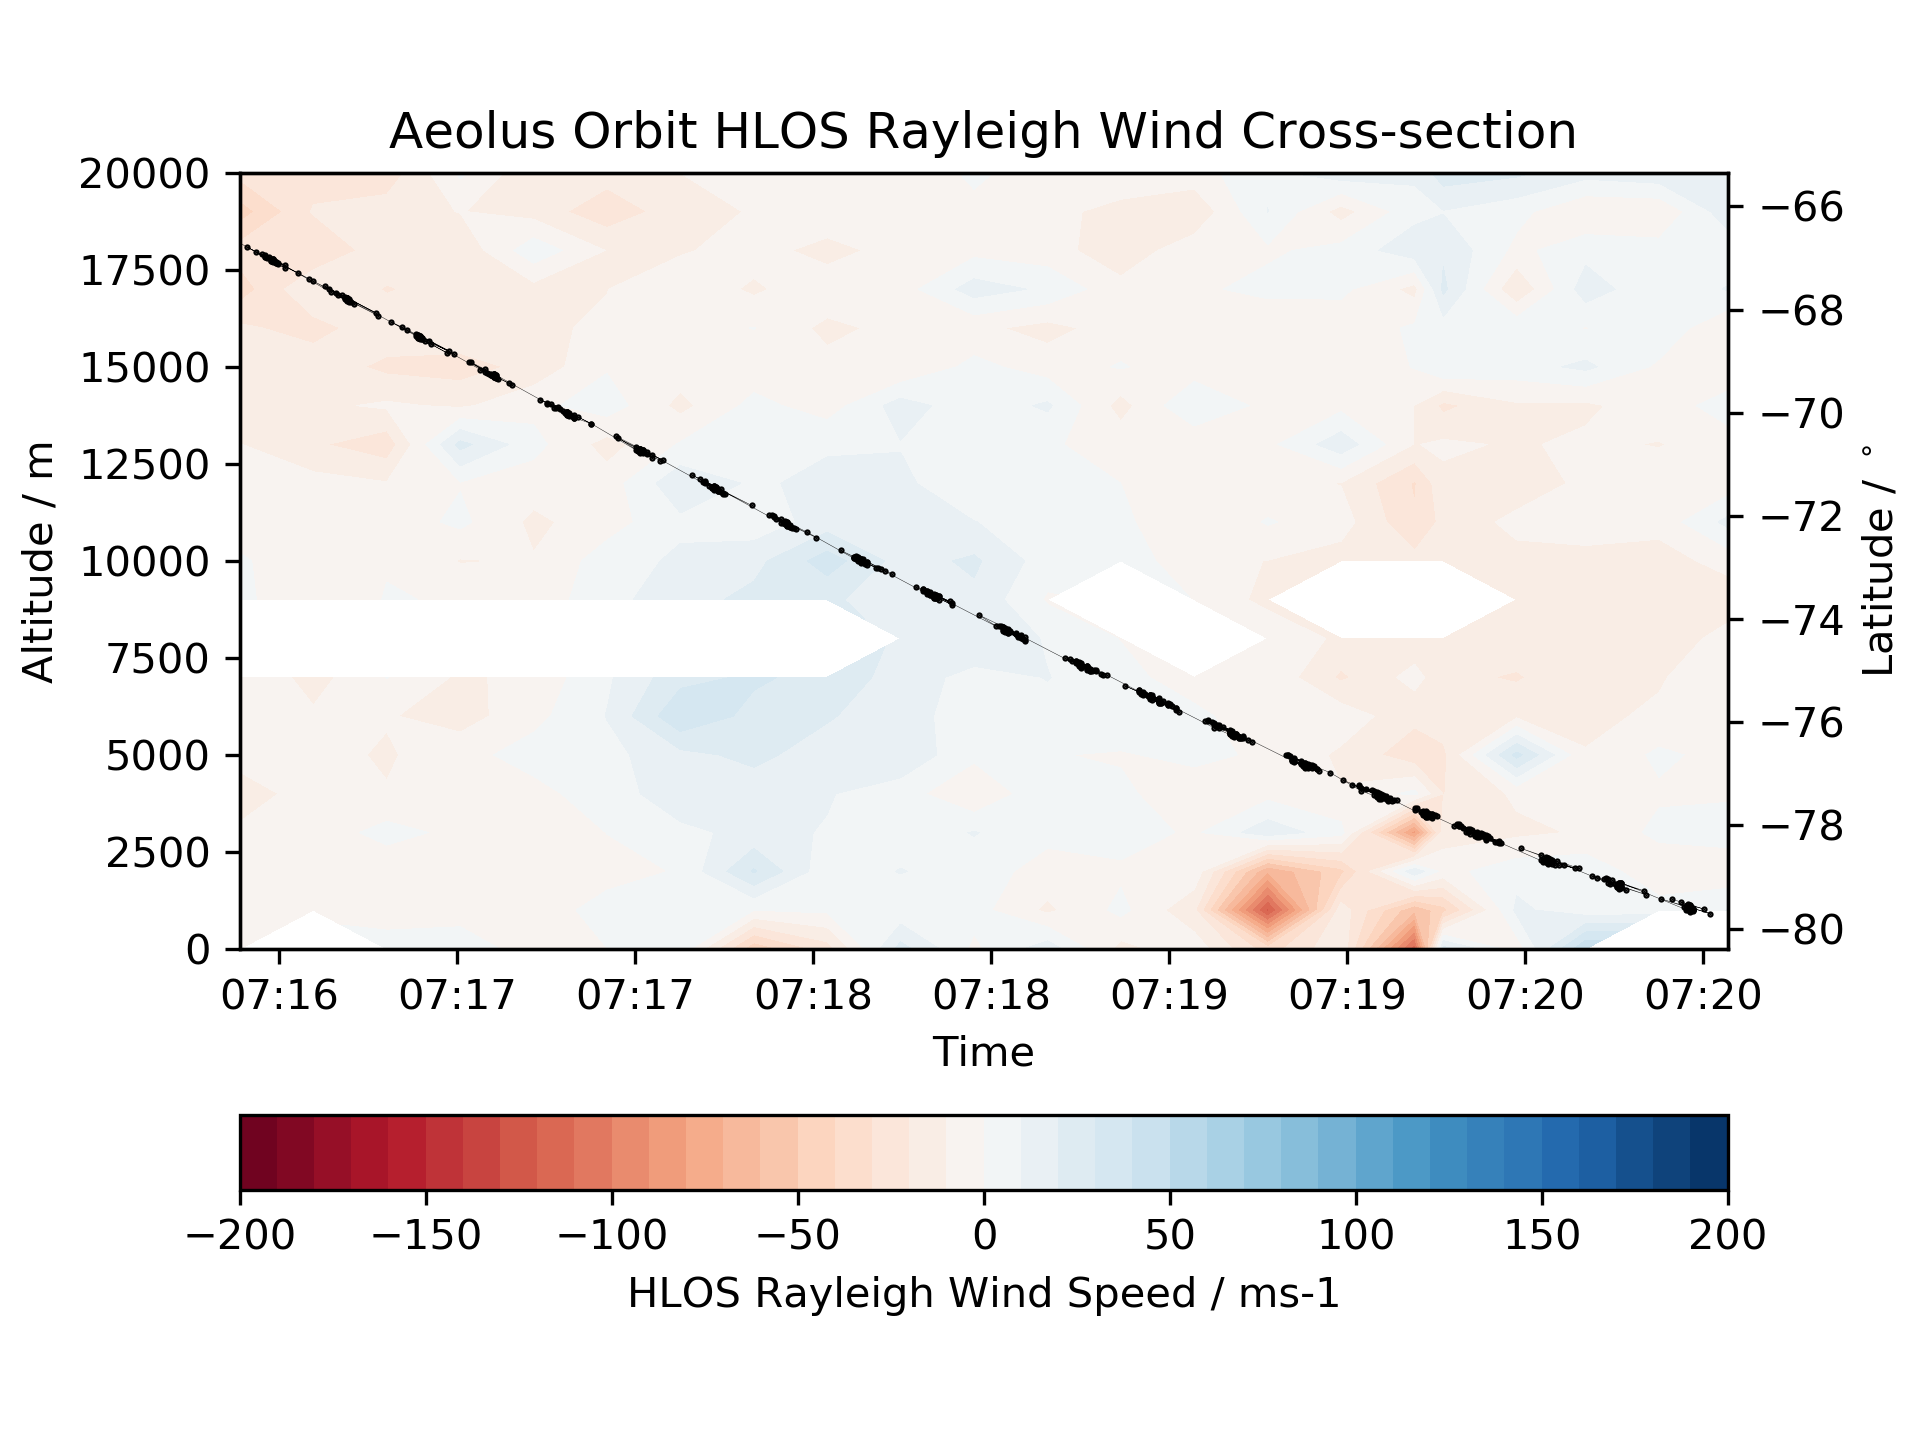 Aeolus Orbit HLOS Rayleigh Wind Cross-section
20000
17500
15000
12500
10000
7500
5000
2500
0
Altitude / m
−66
−68
−70
−72
−74
−76
−78
−80
Latitude / °
07:16 07:17 07:17 07:18 07:18 07:19 07:19 07:20 07:20
Time
−200 −150 −100 −50 0 50 100 150 200
HLOS Rayleigh Wind Speed / ms-1